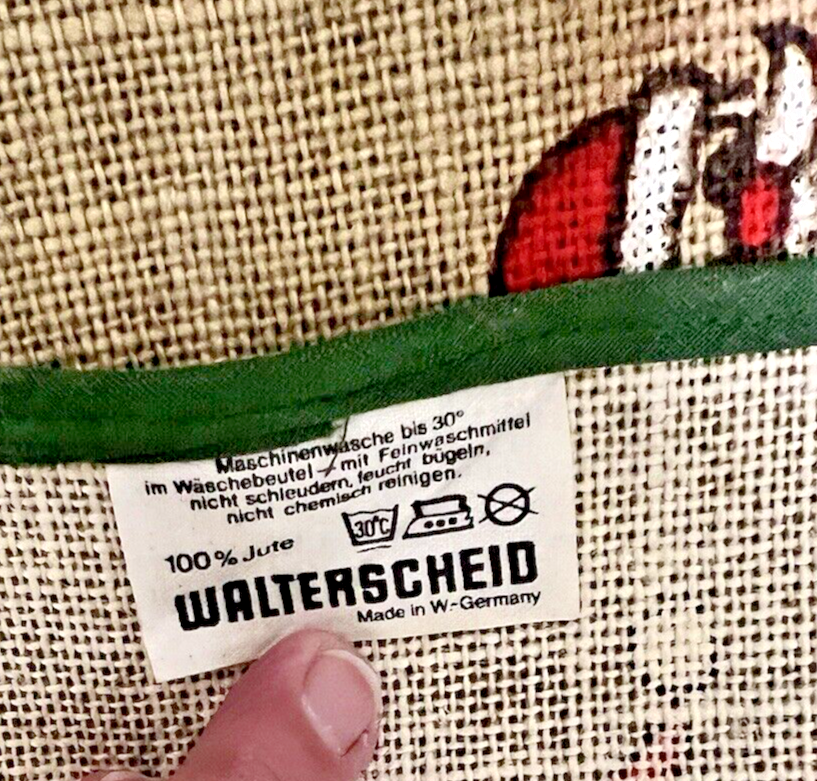 Maschinenwäsche bis 30°
im Wäschebeutel - mit Feinwaschmittel
nicht schleudern, feucht bügeln,
nicht chemisch reinigen.
30°C
100% Jute
WALTERSCHEID
Made in W.-Germany